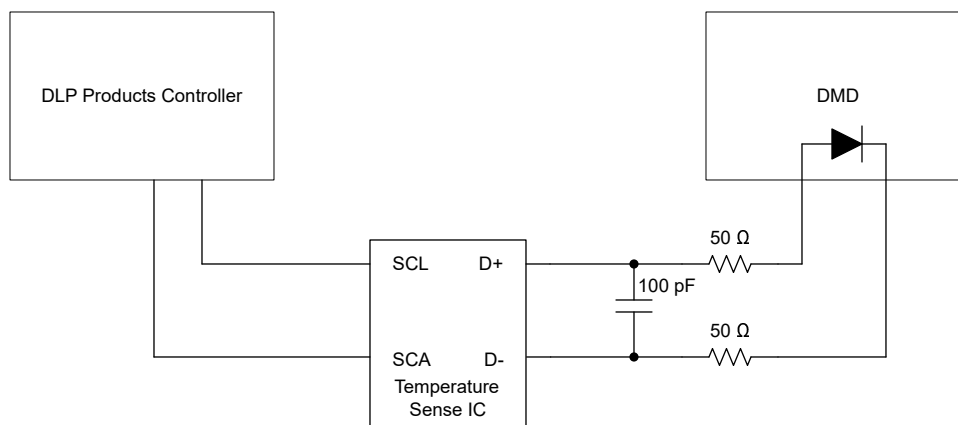 DLP Products Controller
DMD
50 Ω
SCL
D+
100 pF
50 Ω
SCA
D-
Temperature
Sense IC